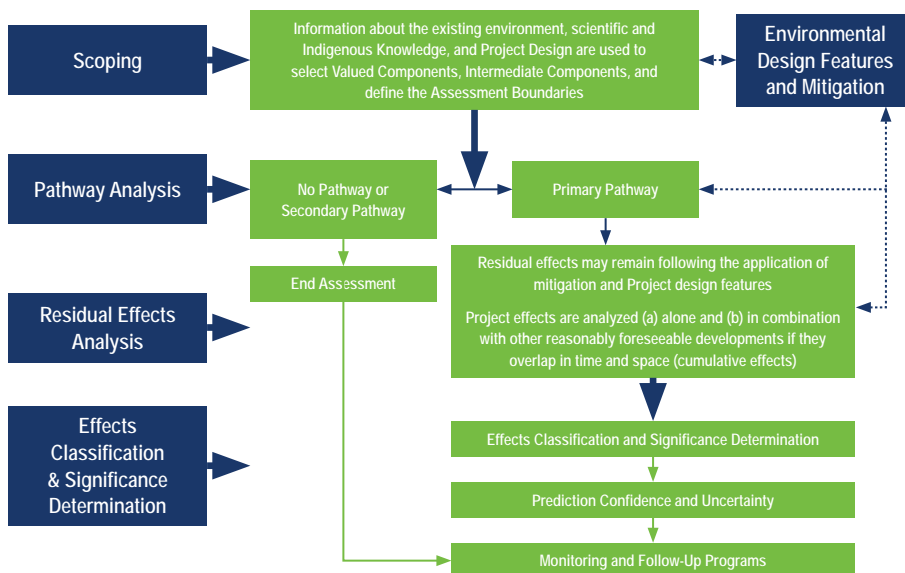 Scoping
Information about the existing environment, scientific and
Indigenous Knowledge, and Project Design are used to
select Valued Components, Intermediate Components, and
define the Assessment Boundaries
Environmental
Design Features
and Mitigation
Pathway Analysis
No Pathway or
Secondary Pathway
Primary Pathway
End Assessment
Residual Effects
Analysis
Residual effects may remain following the application of
mitigation and Project design features
Project effects are analyzed (a) alone and (b) in combination
with other reasonably foreseeable developments if they
overlap in time and space (cumulative effects)
Effects
Classification
& Significance
Determination
Effects Classification and Significance Determination
Prediction Confidence and Uncertainty
Monitoring and Follow-Up Programs